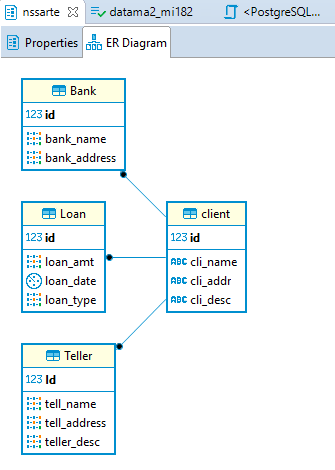 nssarte
datama2_mi182
<PostgreSQL...
Properties
ER Diagram
Bank
123 id
bank_name
bank_address
Loan
123 id
loan_amt
loan_date
loan_type
client
123 id
ABC cli_name
ABC cli_addr
ABC cli_desc
Teller
123 Id
tell_name
tell_address
teller_desc